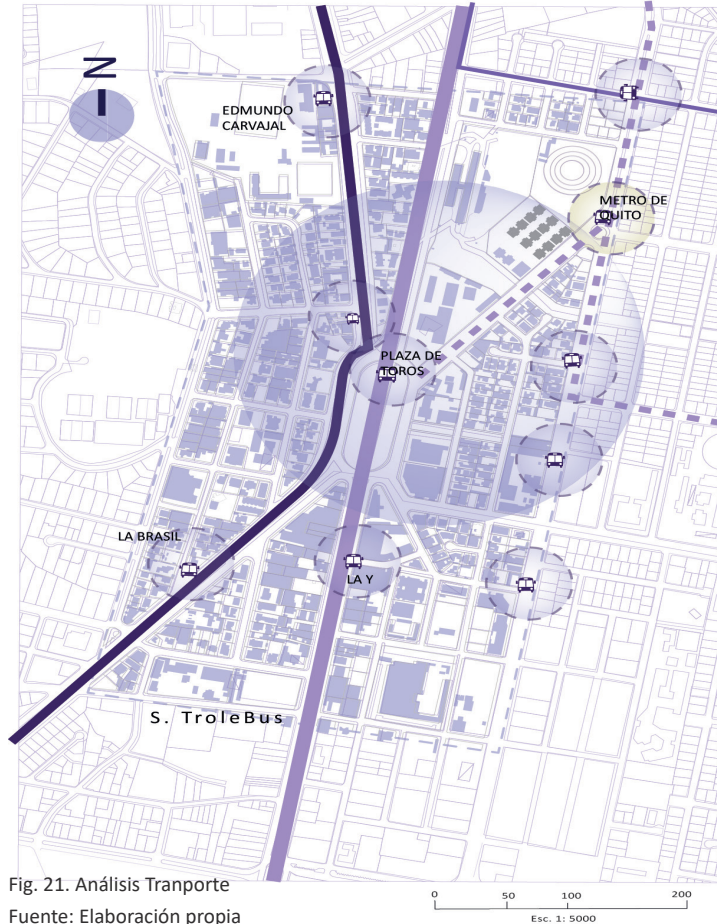 N
EDMUNDO
CARVAJAL
METRO DE
QUITO
PLAZA DE
TOROS
LA BRASIL
LA Y
S. TroleBus
Fig. 21. Análisis Tranporte
Fuente: Elaboración propia
0 50 100 200
Esc. 1: 5000